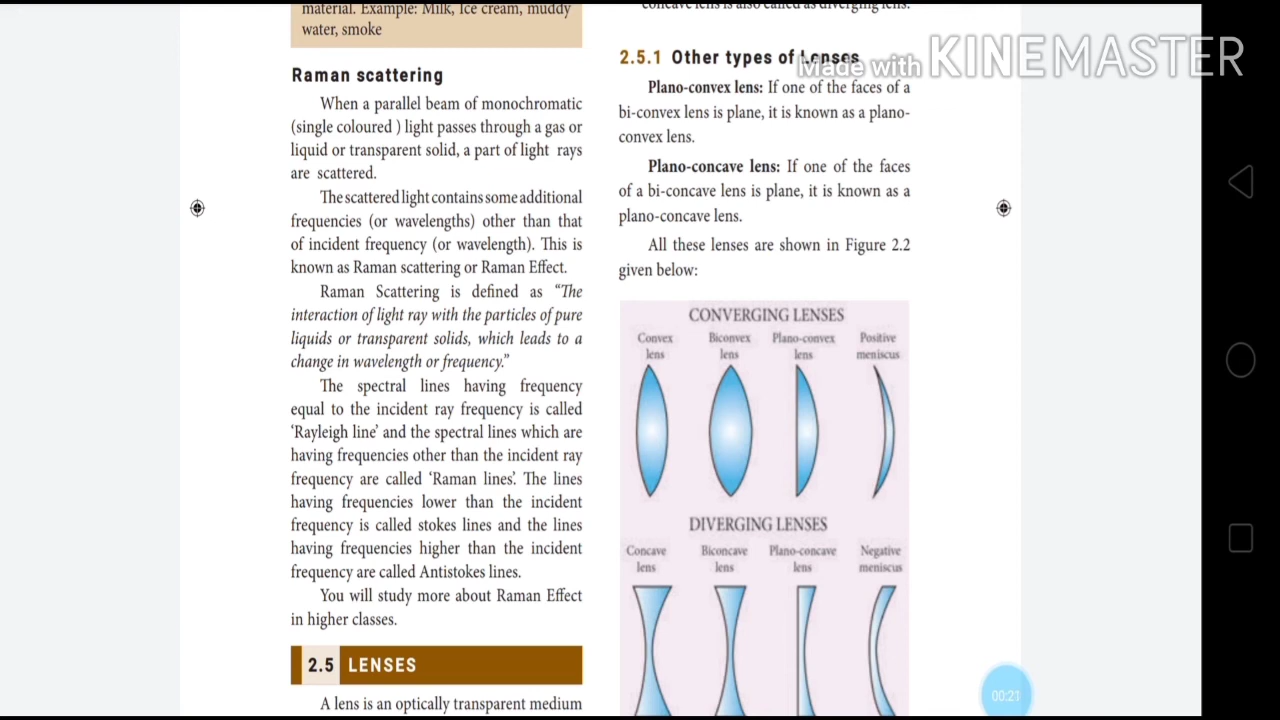 material. Example: Milk, Ice cream, muddy
water, smoke
Raman scattering
When a parallel beam of monochromatic
(single coloured ) light passes through a gas or
liquid or transparent solid, a part of light rays
are scattered.
The scattered light contains some additional
frequencies (or wavelengths) other than that
of incident frequency (or wavelength). This is
known as Raman scattering or Raman Effect.
Raman Scattering is defined as “The
interaction of light ray with the particles of pure
liquids or transparent solids, which leads to a
change in wavelength or frequency.”
The spectral lines having frequency
equal to the incident ray frequency is called
‘Rayleigh line’ and the spectral lines which are
having frequencies other than the incident ray
frequency are called ‘Raman lines’. The lines
having frequencies lower than the incident
frequency is called stokes lines and the lines
having frequencies higher than the incident
frequency are called Antistokes lines.
You will study more about Raman Effect
in higher classes.
2.5 LENSES
A lens is an optically transparent medium
concave lens is also called as diverging lens.
2.5.1 Other types of Lenses
Plano-convex lens: If one of the faces of a
bi-convex lens is plane, it is known as a plano-
convex lens.
Plano-concave lens: If one of the faces
of a bi-concave lens is plane, it is known as a
plano-concave lens.
All these lenses are shown in Figure 2.2
given below:
CONVERGING LENSES
Convex Biconvex Plano-convex Positive
lens lens lens meniscus
DIVERGING LENSES
Concave Biconcave Plano-concave Negative
lens lens lens meniscus
Made with KINEMASTER
00:21